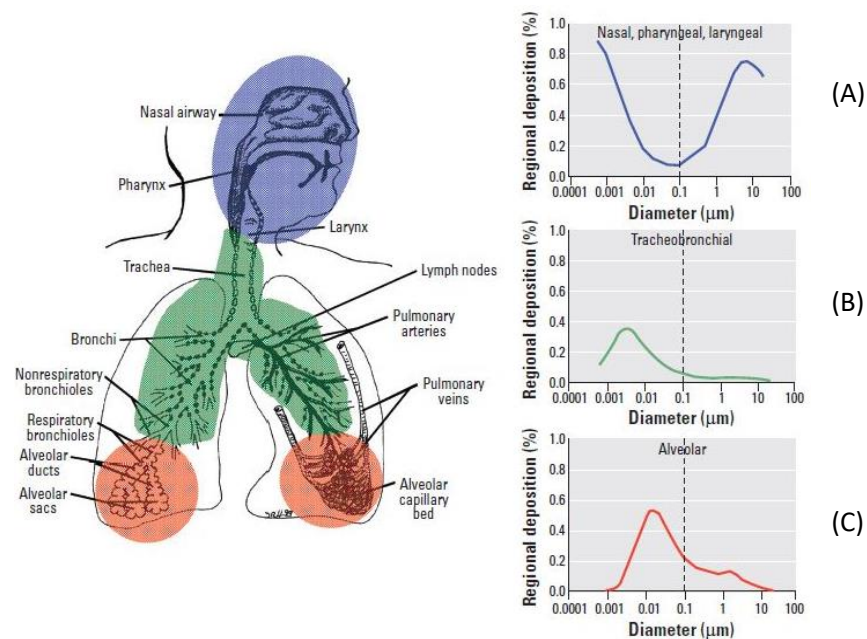 Nasal airway
Pharynx
Larynx
Trachea
Lymph nodes
Pulmonary
arteries
Bronchi
Nonrespiratory
bronchioles
Pulmonary
veins
Respiratory
bronchioles
Alveolar
ducts
Alveolar
sacs
Alveolar
capillary
bed
Regional deposition (%)
1.0
0.8
0.6
0.4
0.2
0.0
Nasal, pharyngeal, laryngeal
0.0001 0.001 0.01 0.1 1 10 100
Diameter (μm)
(A)
Regional deposition (%)
1.0
0.8
0.6
0.4
0.2
0.0
Tracheobronchial
0.0001 0.001 0.01 0.1 1 10 100
Diameter (μm)
(B)
Regional deposition (%)
1.0
0.8
0.6
0.4
0.2
0.0
Alveolar
0.0001 0.001 0.01 0.1 1 10 100
Diameter (μm)
(C)